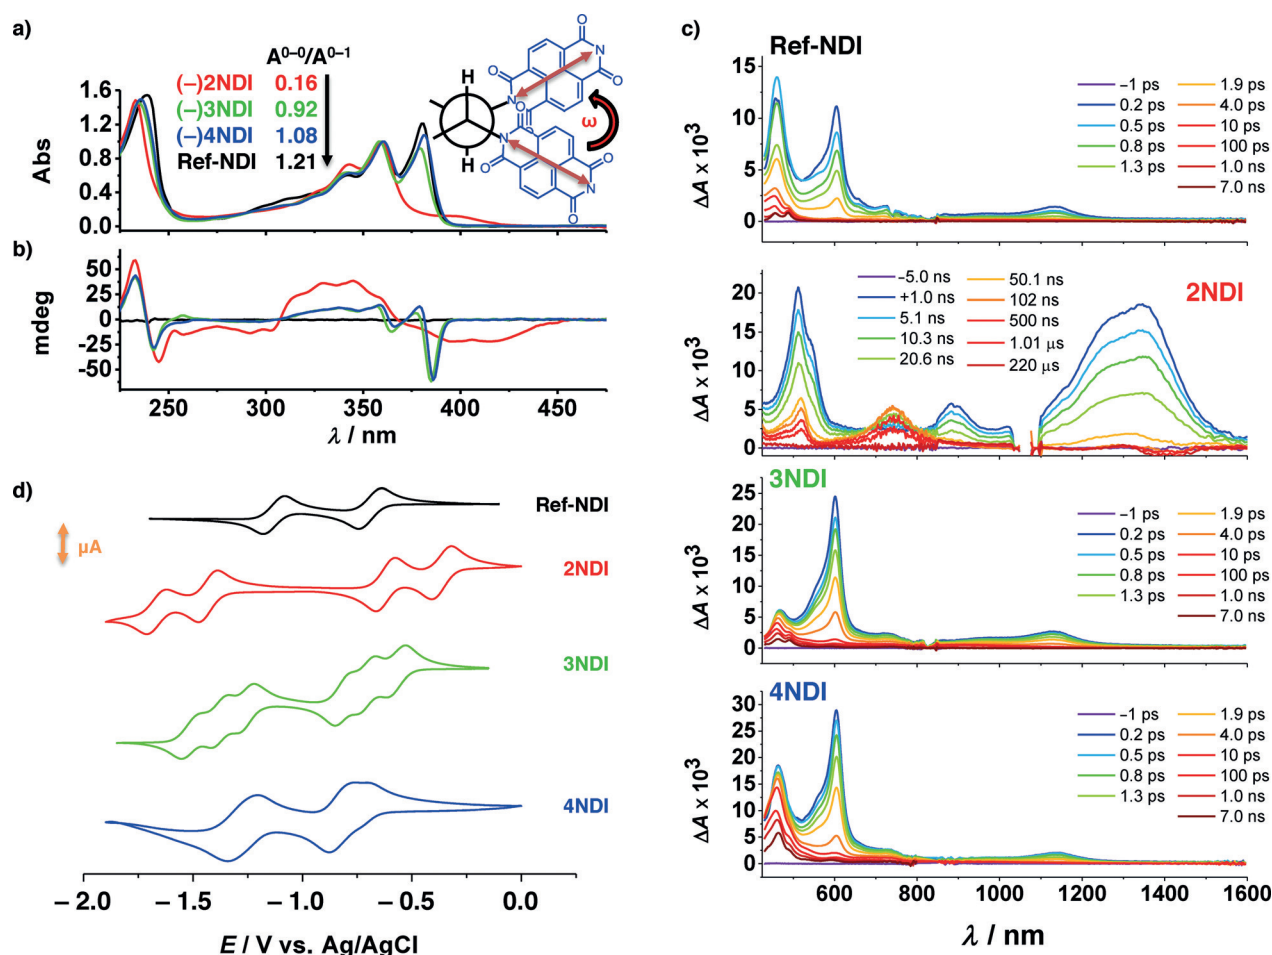 a)
A⁰⁻⁰/A⁰⁻¹
(–)2NDI 0.16
(–)3NDI 0.92
(–)4NDI 1.08
Ref-NDI 1.21
Abs
1.6
1.2
0.8
0.4
0.0
250 300 350 400 450
H
H
O
O
N
O
O
N
O
O
N
O
O
N
ω
b)
mdeg
50
25
0
-25
-50
250 300 350 400 450
λ / nm
d)
µA
Ref-NDI
2NDI
3NDI
4NDI
– 2.0 – 1.5 – 1.0 – 0.5 0.0
E / V vs. Ag/AgCl
c)
Ref-NDI
ΔA x 10³
15
10
5
0
–1 ps 1.9 ps
0.2 ps 4.0 ps
0.5 ps 10 ps
0.8 ps 100 ps
1.3 ps 1.0 ns
7.0 ns
2NDI
ΔA x 10³
20
15
10
5
0
–5.0 ns 50.1 ns
+1.0 ns 102 ns
5.1 ns 500 ns
10.3 ns 1.01 µs
20.6 ns 220 µs
3NDI
ΔA x 10³
25
20
15
10
5
0
–1 ps 1.9 ps
0.2 ps 4.0 ps
0.5 ps 10 ps
0.8 ps 100 ps
1.3 ps 1.0 ns
7.0 ns
4NDI
ΔA x 10³
30
25
20
15
10
5
0
–1 ps 1.9 ps
0.2 ps 4.0 ps
0.5 ps 10 ps
0.8 ps 100 ps
1.3 ps 1.0 ns
7.0 ns
600 800 1000 1200 1400 1600
λ / nm